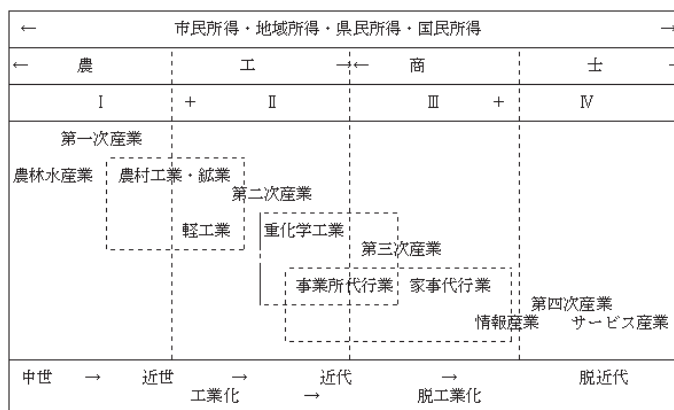 ← 市民所得・地域所得・県民所得・国民所得 →
← 農 工 →← 商 士 →
Ⅰ + Ⅱ Ⅲ + Ⅳ
第一次産業
農林水産業 農村工業・鉱業
第二次産業
軽工業 重化学工業
第三次産業
事業所代行業 家事代行業
第四次産業
情報産業 サービス産業
中世 → 近世 → 近代 → 脱近代
工業化 → 脱工業化